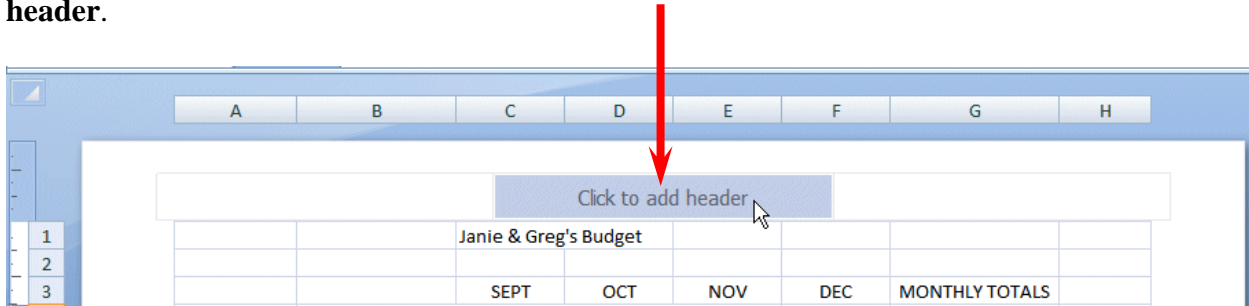 header.
A B C D E F G H
Click to add header
1 Janie & Greg's Budget
2
3 SEPT OCT NOV DEC MONTHLY TOTALS